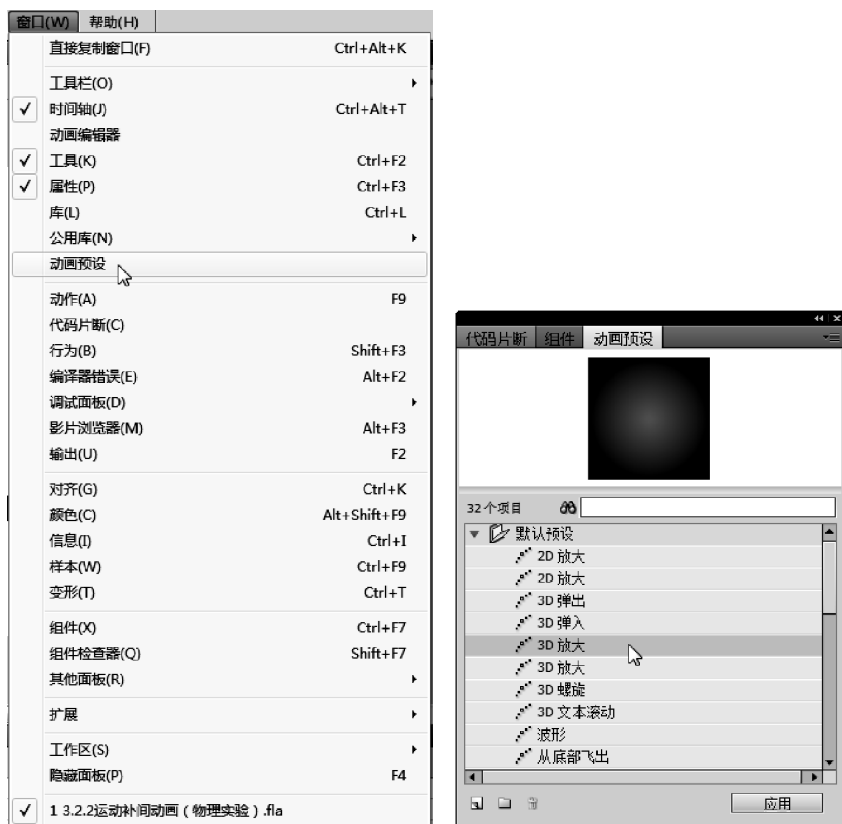 窗口(W) 帮助(H)
直接复制窗口(F) Ctrl+Alt+K
工具栏(O)
时间轴(J) Ctrl+Alt+T
动画编辑器
工具(K) Ctrl+F2
属性(P) Ctrl+F3
库(L) Ctrl+L
公用库(N)
动画预设
动作(A) F9
代码片断(C)
行为(B) Shift+F3
编译器错误(E) Alt+F2
调试面板(D)
影片浏览器(M) Alt+F3
输出(U) F2
对齐(G) Ctrl+K
颜色(C) Alt+Shift+F9
信息(I) Ctrl+I
样本(W) Ctrl+F9
变形(T) Ctrl+T
组件(X) Ctrl+F7
组件检查器(Q) Shift+F7
其他面板(R)
扩展
工作区(S)
隐藏面板(P) F4
1 3.2.2运动补间动画（物理实验）.fla
代码片断 组件 动画预设
32个项目
默认预设
2D 放大
2D 放大
3D 弹出
3D 弹入
3D 放大
3D 放大
3D 螺旋
3D 文本滚动
波形
从底部飞出
应用